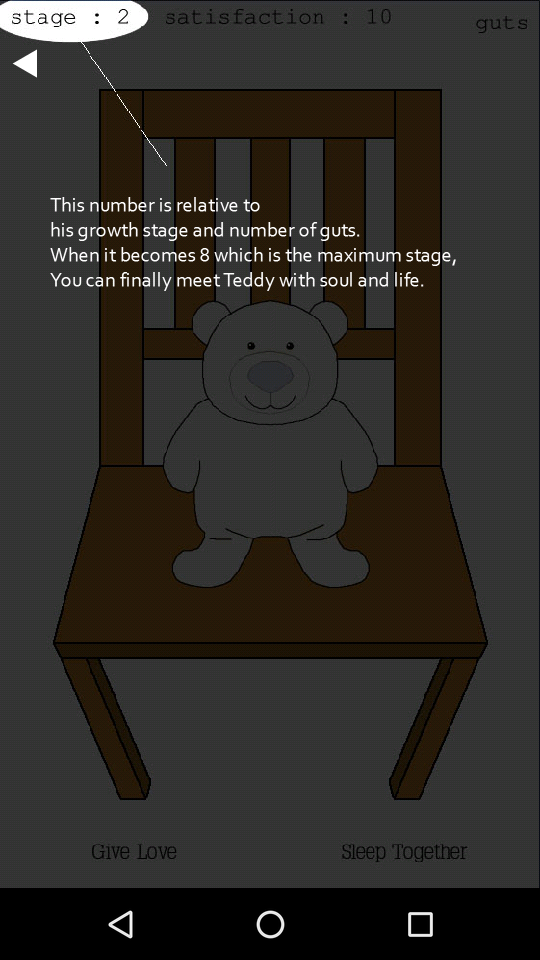 stage : 2 satisfaction : 10 guts
This number is relative to
his growth stage and number of guts.
When it becomes 8 which is the maximum stage,
You can finally meet Teddy with soul and life.
Give Love Sleep Together